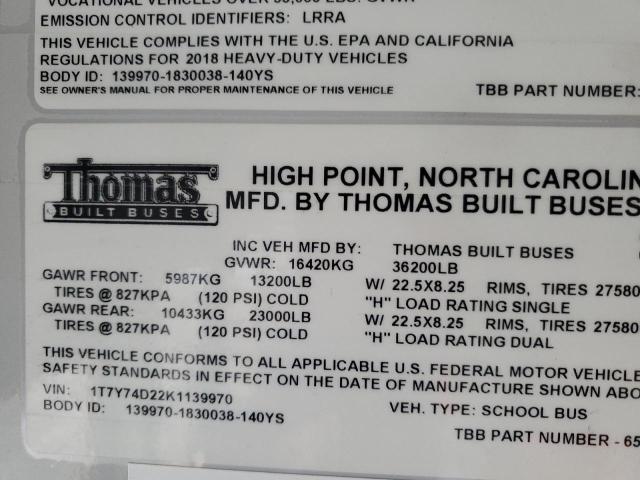 VOCATIONAL VEHICLES OVER
EMISSION CONTROL IDENTIFIERS: LRRA
THIS VEHICLE COMPLIES WITH THE U.S. EPA AND CALIFORNIA
REGULATIONS FOR 2018 HEAVY-DUTY VEHICLES
BODY ID: 139970-1830038-140YS
SEE OWNER'S MANUAL FOR PROPER MAINTENANCE OF THIS VEHICLE
TBB PART NUMBER:
Thomas
BUILT BUSES
HIGH POINT, NORTH CAROLIN
MFD. BY THOMAS BUILT BUSES
INC VEH MFD BY: THOMAS BUILT BUSES
GVWR: 16420KG 36200LB
GAWR FRONT: 5987KG 13200LB W/ 22.5X8.25 RIMS, TIRES 27580
TIRES @ 827KPA (120 PSI) COLD "H" LOAD RATING SINGLE
GAWR REAR: 10433KG 23000LB W/ 22.5X8.25 RIMS, TIRES 27580
TIRES @ 827KPA (120 PSI) COLD "H" LOAD RATING DUAL
THIS VEHICLE CONFORMS TO ALL APPLICABLE U.S. FEDERAL MOTOR VEHICLE
SAFETY STANDARDS IN EFFECT ON THE DATE OF MANUFACTURE SHOWN ABO
VIN: 1T7Y74D22K1139970
BODY ID: 139970-1830038-140YS
VEH. TYPE: SCHOOL BUS
TBB PART NUMBER - 65